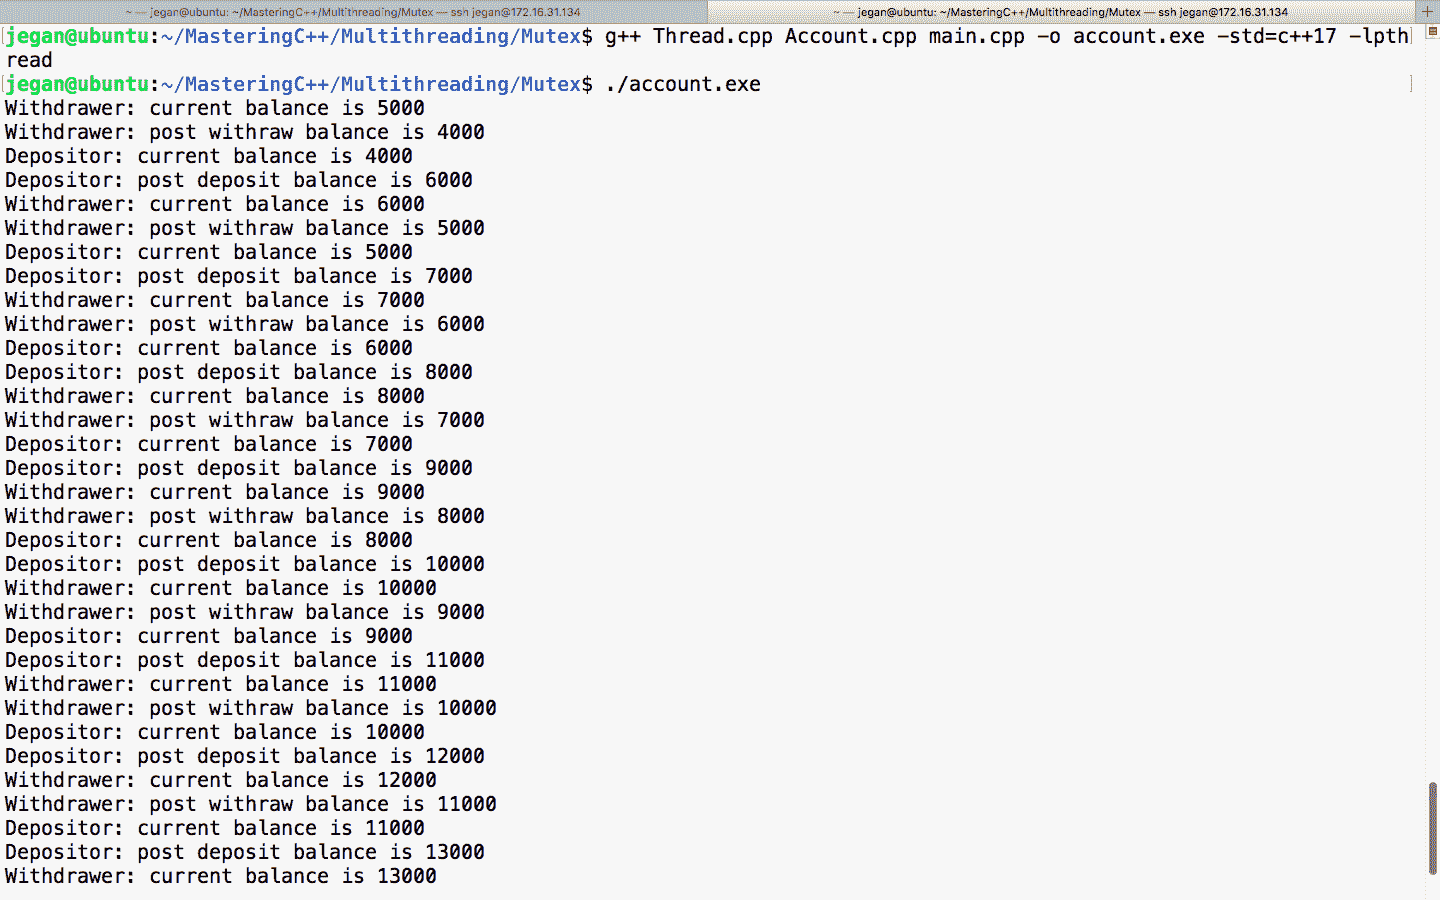 ~ — jegan@ubuntu: ~/MasteringC++/Multithreading/Mutex — ssh jegan@172.16.31.134
~ — jegan@ubuntu: ~/MasteringC++/Multithreading/Mutex — ssh jegan@172.16.31.134
jegan@ubuntu:~/MasteringC++/Multithreading/Mutex$ g++ Thread.cpp Account.cpp main.cpp -o account.exe -std=c++17 -lpth
read
jegan@ubuntu:~/MasteringC++/Multithreading/Mutex$ ./account.exe
Withdrawer: current balance is 5000
Withdrawer: post withraw balance is 4000
Depositor: current balance is 4000
Depositor: post deposit balance is 6000
Withdrawer: current balance is 6000
Withdrawer: post withraw balance is 5000
Depositor: current balance is 5000
Depositor: post deposit balance is 7000
Withdrawer: current balance is 7000
Withdrawer: post withraw balance is 6000
Depositor: current balance is 6000
Depositor: post deposit balance is 8000
Withdrawer: current balance is 8000
Withdrawer: post withraw balance is 7000
Depositor: current balance is 7000
Depositor: post deposit balance is 9000
Withdrawer: current balance is 9000
Withdrawer: post withraw balance is 8000
Depositor: current balance is 8000
Depositor: post deposit balance is 10000
Withdrawer: current balance is 10000
Withdrawer: post withraw balance is 9000
Depositor: current balance is 9000
Depositor: post deposit balance is 11000
Withdrawer: current balance is 11000
Withdrawer: post withraw balance is 10000
Depositor: current balance is 10000
Depositor: post deposit balance is 12000
Withdrawer: current balance is 12000
Withdrawer: post withraw balance is 11000
Depositor: current balance is 11000
Depositor: post deposit balance is 13000
Withdrawer: current balance is 13000